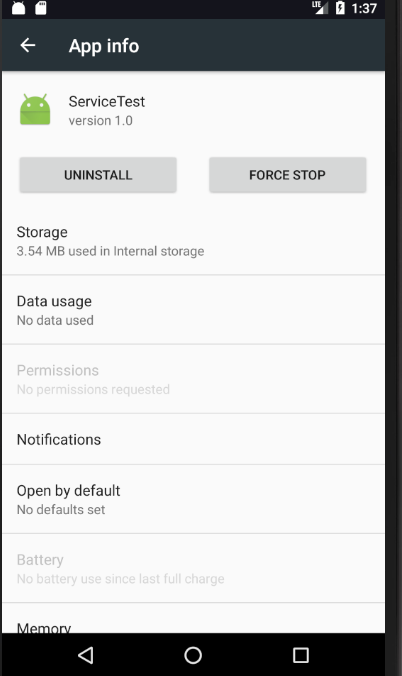 LTE 1:37
App info
ServiceTest
version 1.0
UNINSTALL FORCE STOP
Storage
3.54 MB used in Internal storage
Data usage
No data used
Permissions
No permissions requested
Notifications
Open by default
No defaults set
Battery
No battery use since last full charge
Memory